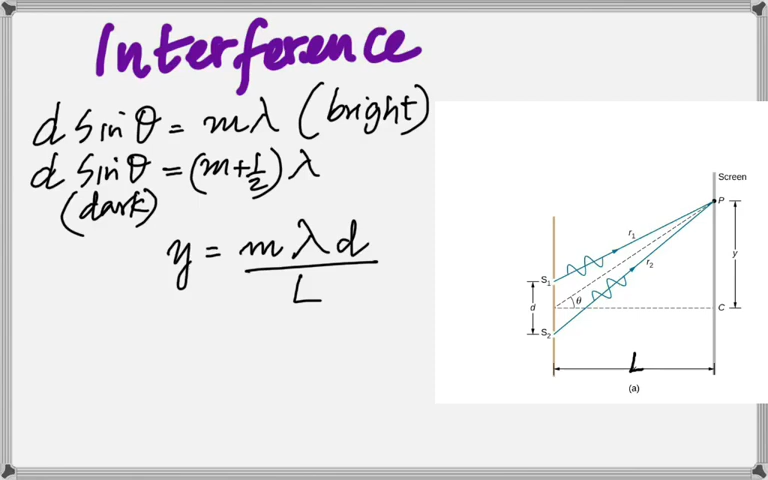 Interference
d sin θ = mλ (bright)
d sin θ = (m+1/2) λ
(dark)
y = mλd/L
Screen
P
r₁
r₂
y
S₁
d
θ
C
S₂
L
(a)